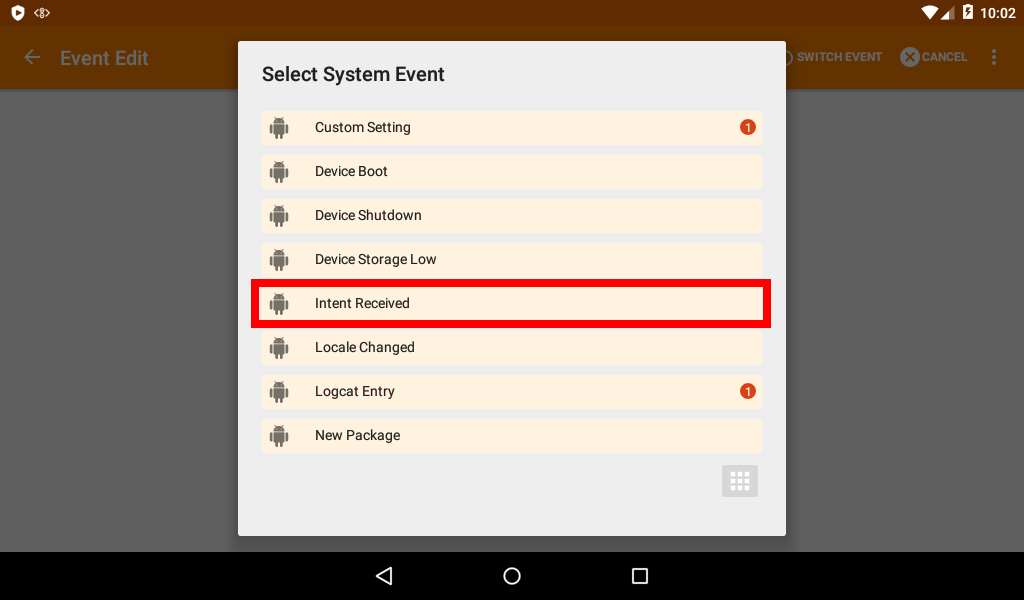 10:02
Event Edit
SWITCH EVENT
CANCEL
Select System Event
Custom Setting
1
Device Boot
Device Shutdown
Device Storage Low
Intent Received
Locale Changed
Logcat Entry
1
New Package